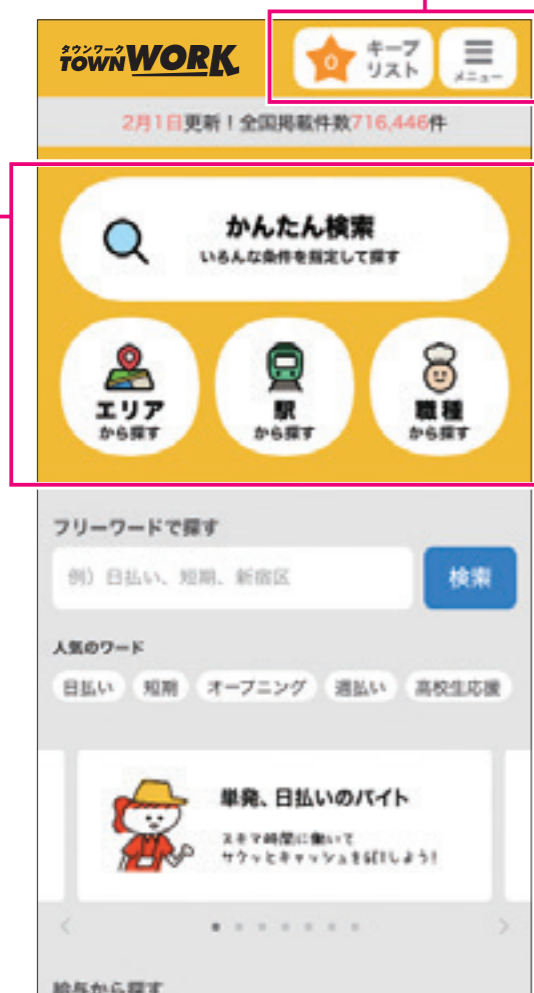 タウンワーク
TOWNWORK
0
キープ
リスト
メニュー
2月1日更新！全国掲載件数716,446件
かんたん検索
いろんな条件を指定して探す
エリア
から探す
駅
から探す
職種
から探す
フリーワードで探す
例）日払い、短期、新宿区
検索
人気のワード
日払い 短期 オープニング 週払い 高校生応援
単発、日払いのバイト
スキマ時間に働いて
サクッとキャッシュをGETしよう！
給与から探す